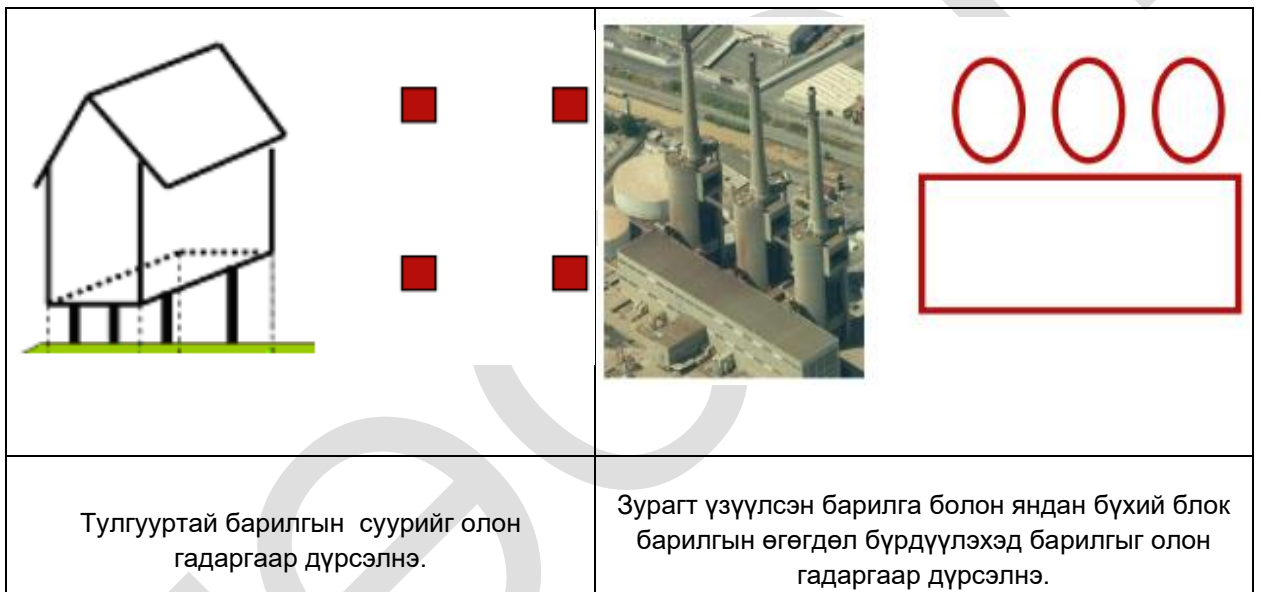 Тулгууртай барилгын суурийг олон
гадаргаар дүрсэлнэ.
Зурагт үзүүлсэн барилга болон яндан бүхий блок
барилгын өгөгдөл бүрдүүлэхэд барилгыг олон
гадаргаар дүрсэлнэ.